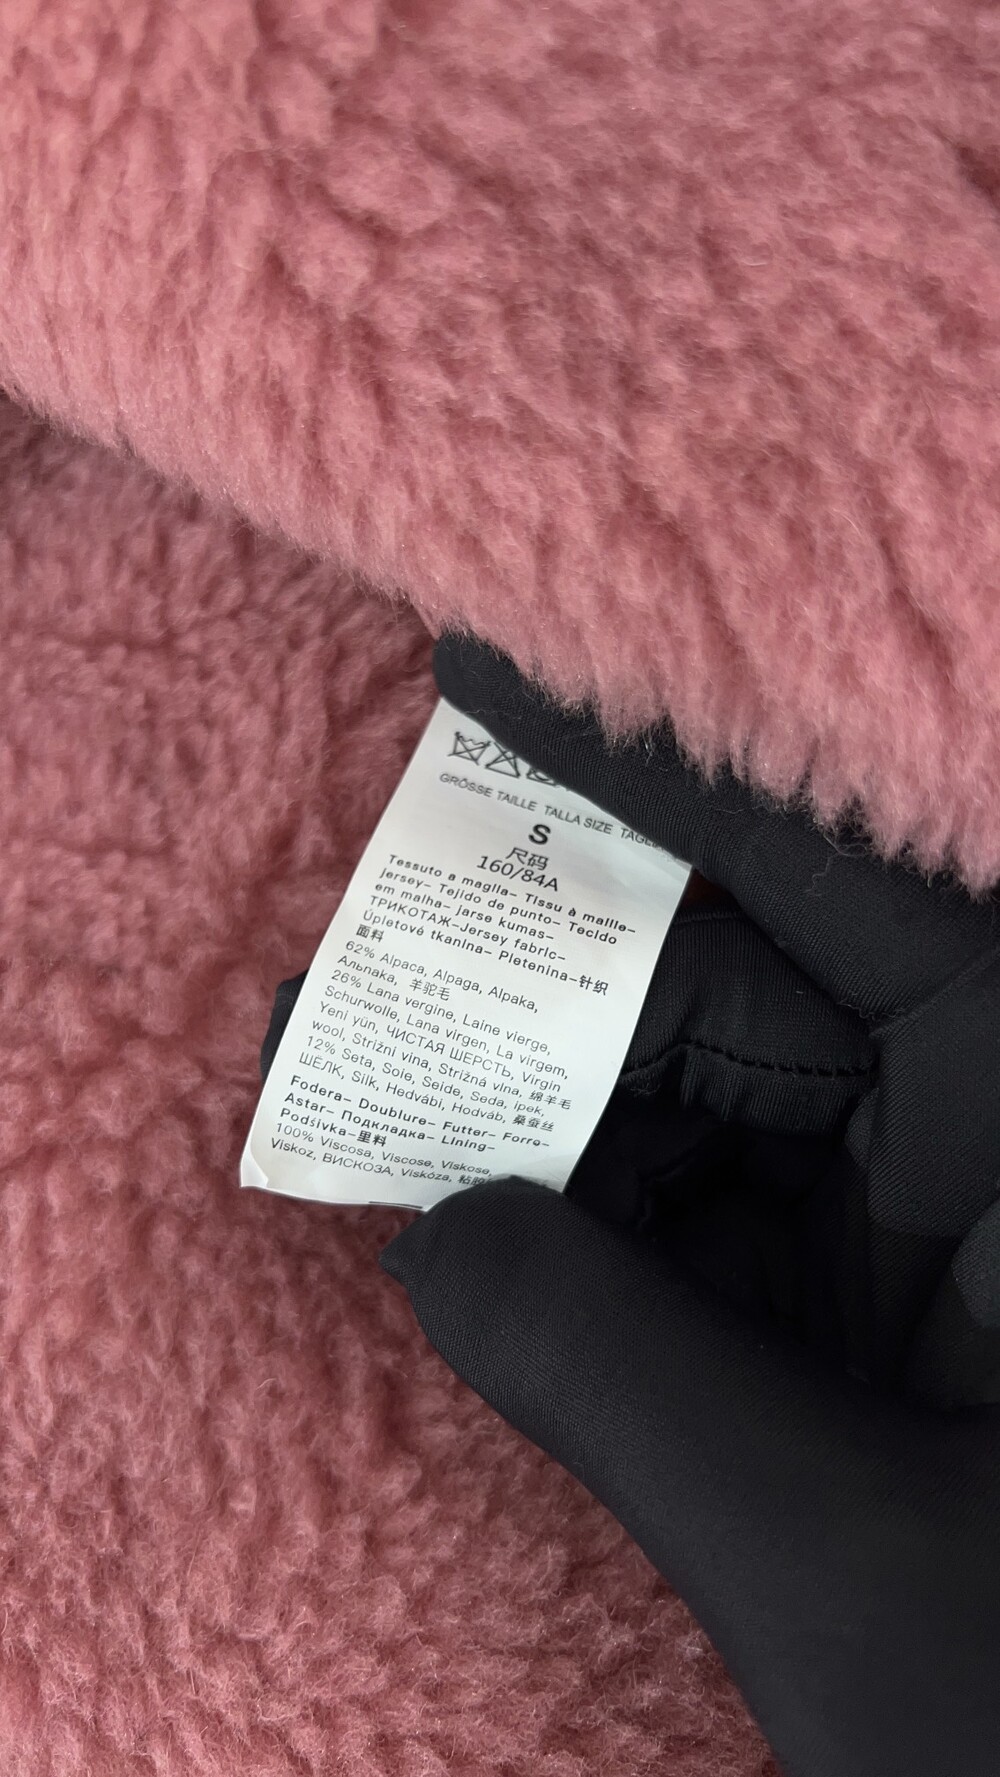 GRÖSSE TAILLE TALLA SIZE
S
尺码
160/84A
Tessuto a maglia– Tissu à maille–
jersey– Tejido de punto– Tecido
em malha– jarse kumas–
ТРИКОТАЖ–Jersey fabric–
Úpletové tkanina– Pletenina–针织
面料
62% Alpaca, Alpaga, Alpaka,
Альпака, 羊驼毛
26% Lana vergine, Laine vierge,
Schurwolle, Lana virgen, La virgem,
Yeni yün, ЧИСТАЯ ШЕРСТЬ, Virgin
wool, Strižni vina, Strižná vlna, 绵羊毛
12% Seta, Soie, Seide, Seda, ipek,
ШЕЛК, Silk, Hedvábi, Hodváb, 桑蚕丝
Fodera– Doublure– Futter– Forro–
Astar– Подкладка– Lining–
Podšivka–里料
100% Viscosa, Viscose, Viskose,
Viskoz, ВИСКОЗА, Viskóza,